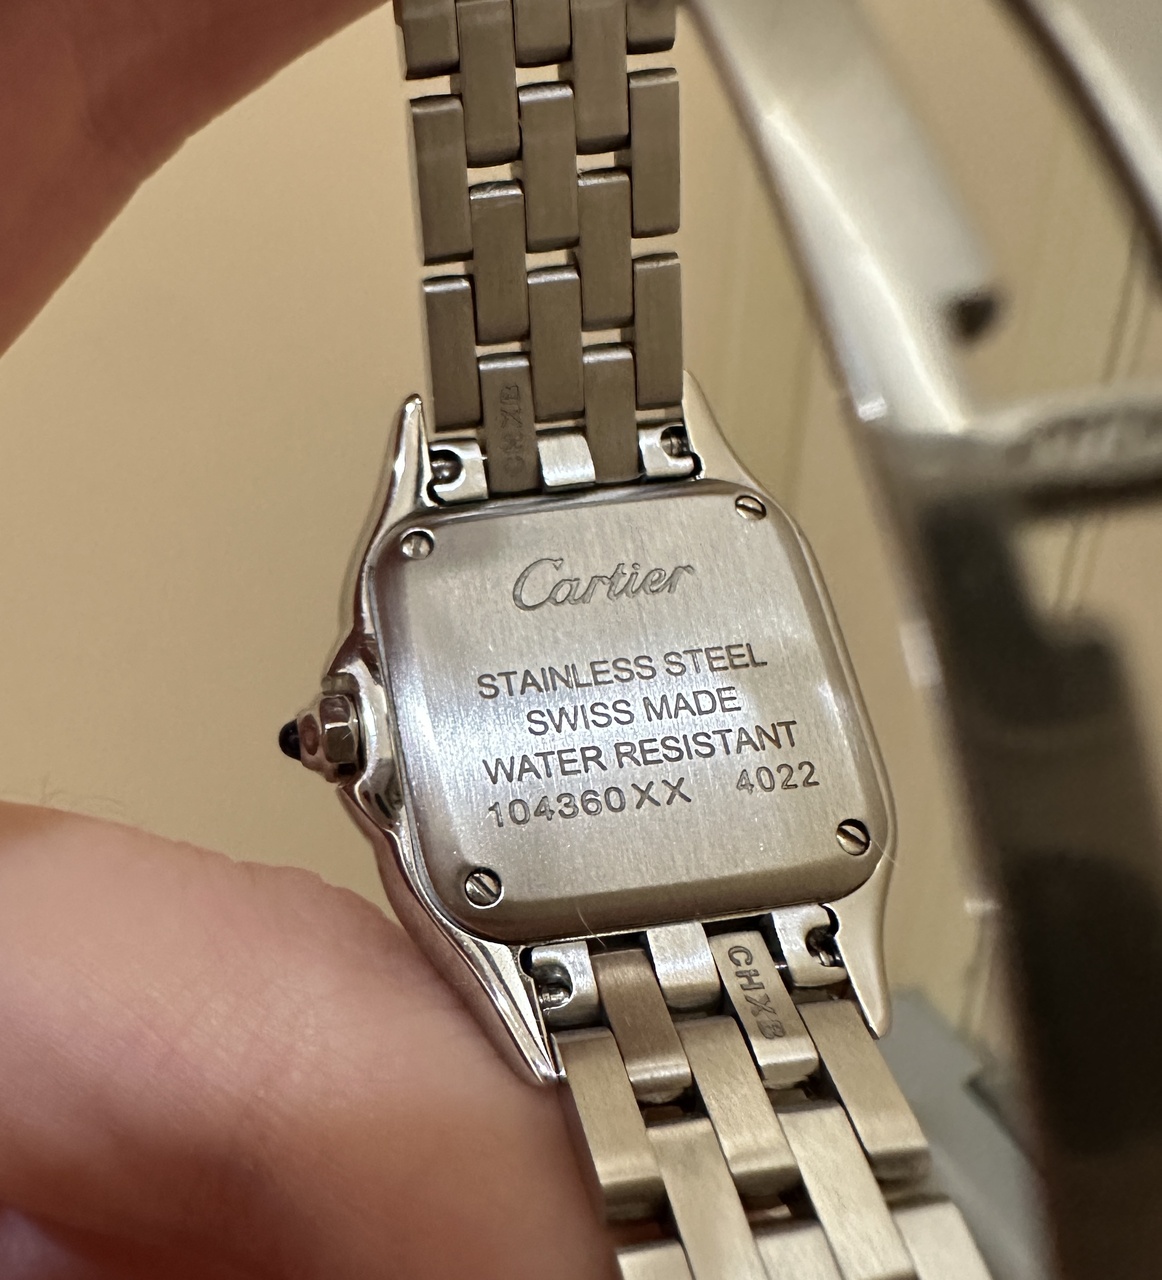 CHXB
Cartier
STAINLESS STEEL
SWISS MADE
WATER RESISTANT
104360XX 4022
CHXB